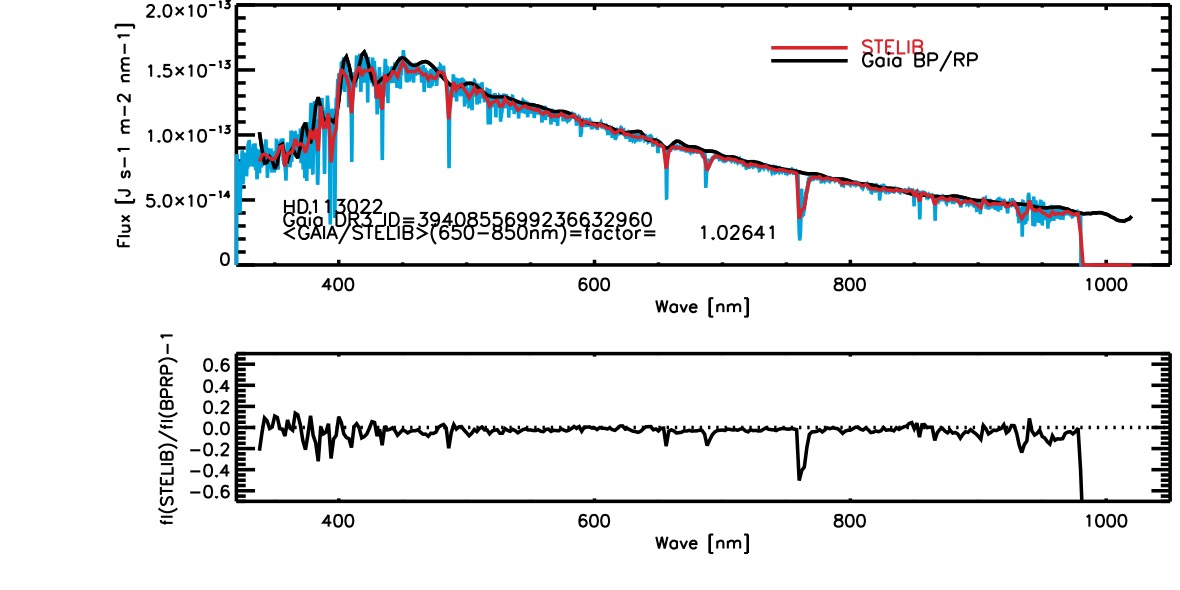 2.0×10−13
1.5×10−13
1.0×10−13
5.0×10−14
0
Flux [J s−1 m−2 nm−1]
STELIB
Gaia BP/RP
HD113022
Gaia DR3 ID=3940855699236632960
<GAIA/STELIB>(650−850nm)=factor= 1.02641
400 600 800 1000
Wave [nm]
0.6
0.4
0.2
0.0
−0.2
−0.4
−0.6
fl(STELIB)/fl(BPRP)−1
400 600 800 1000
Wave [nm]